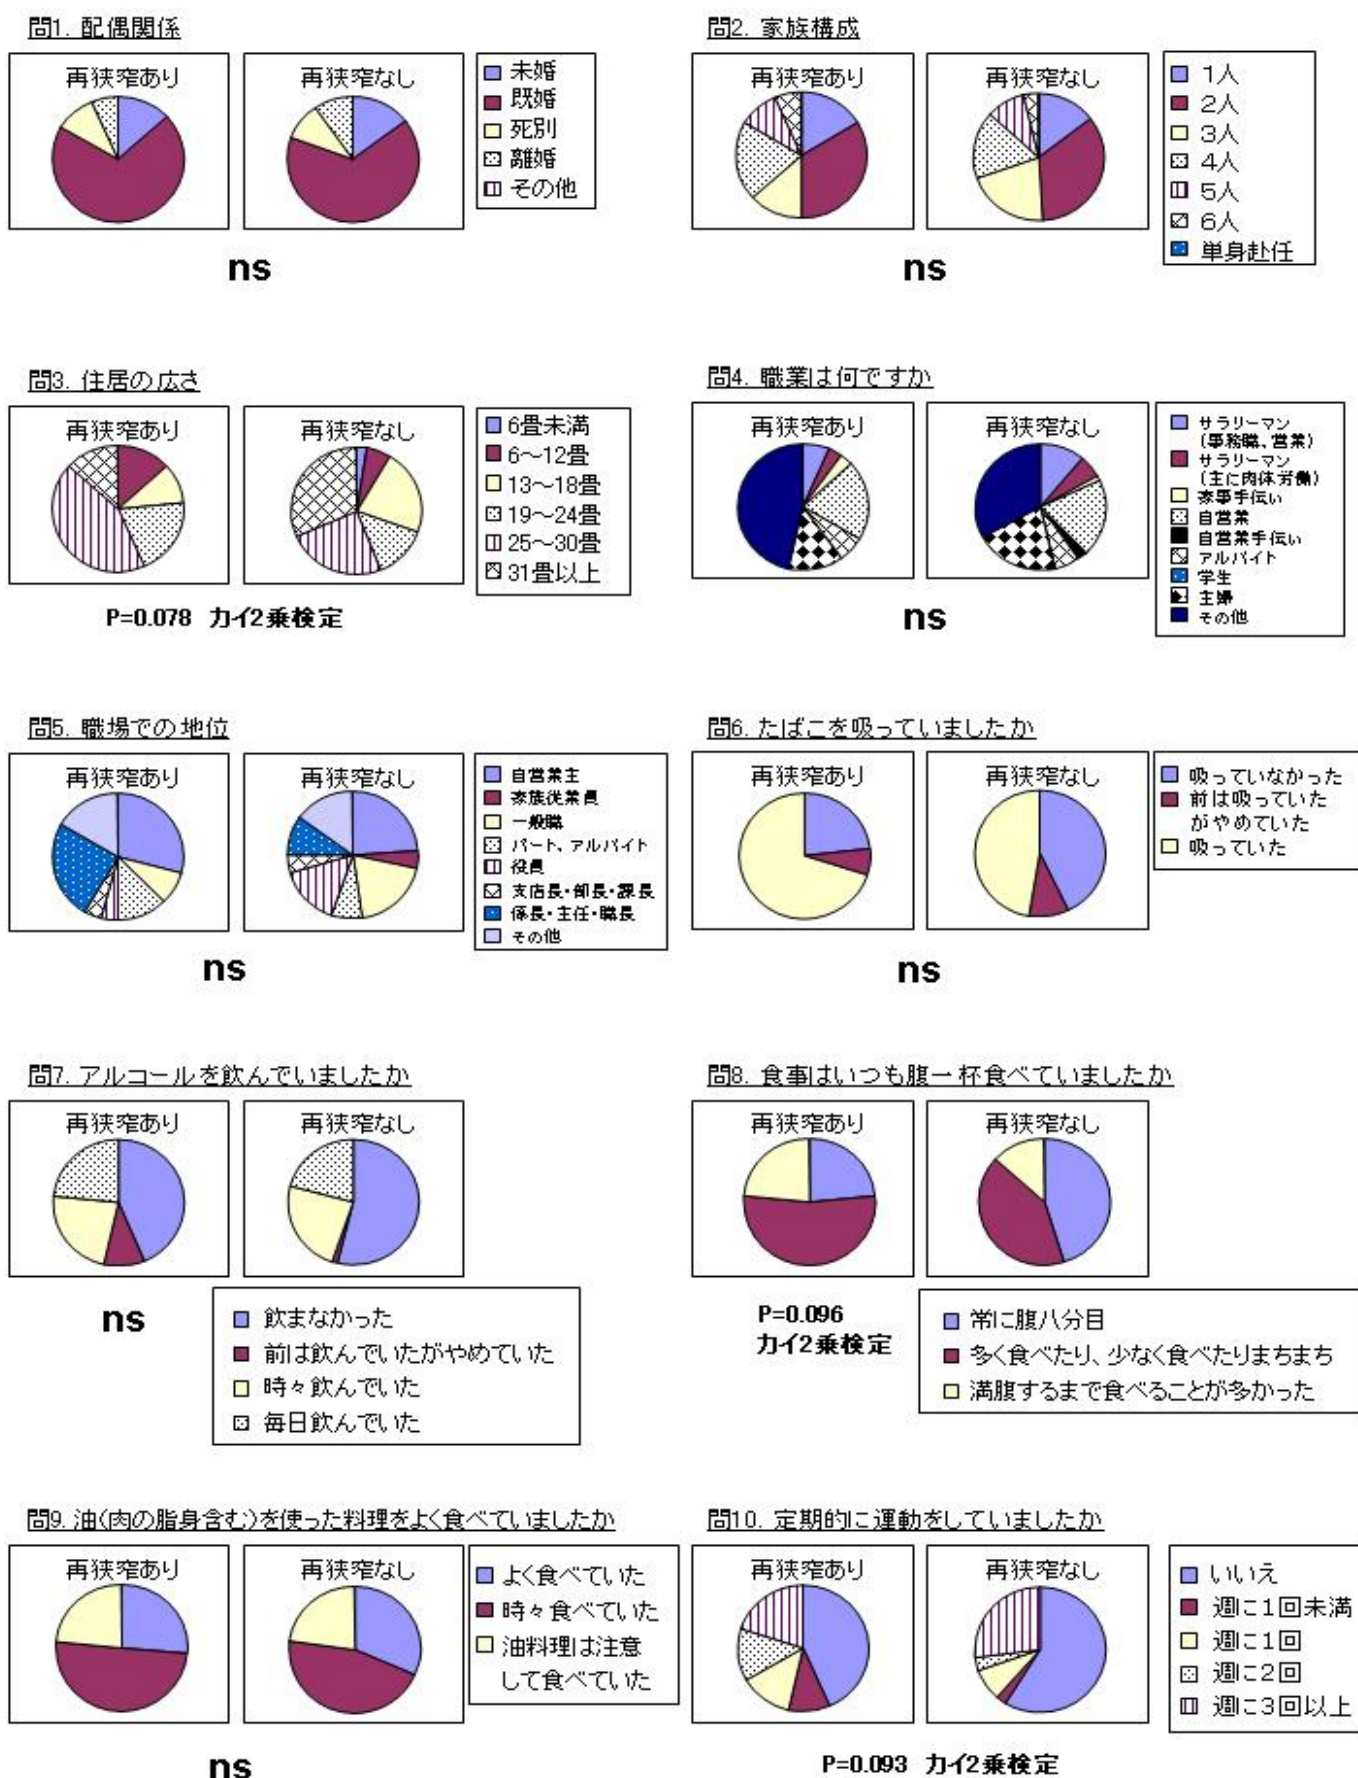 問1. 配偶関係
再狭窄あり
再狭窄なし
未婚
既婚
死別
離婚
その他
ns
問2. 家族構成
再狭窄あり
再狭窄なし
1人
2人
3人
4人
5人
6人
単身赴任
ns
問3. 住居の広さ
再狭窄あり
再狭窄なし
6畳未満
6～12畳
13～18畳
19～24畳
25～30畳
31畳以上
P=0.078 カイ2乗検定
問4. 職業は何ですか
再狭窄あり
再狭窄なし
サラリーマン
(事務職、営業)
サラリーマン
(主に肉体労働)
家事手伝い
自営業
自営業手伝い
アルバイト
学生
主婦
その他
ns
問5. 職場での地位
再狭窄あり
再狭窄なし
自営業主
家族従業員
一般職
パート、アルバイト
役員
支店長・部長・課長
係長・主任・職長
その他
ns
問6. たばこを吸っていましたか
再狭窄あり
再狭窄なし
吸っていなかった
前は吸っていた
がやめていた
吸っていた
ns
問7. アルコールを飲んでいましたか
再狭窄あり
再狭窄なし
ns
飲まなかった
前は飲んでいたがやめていた
時々飲んでいた
毎日飲んでいた
問8. 食事はいつも腹一杯食べていましたか
再狭窄あり
再狭窄なし
P=0.096
カイ2乗検定
常に腹八分目
多く食べたり、少なく食べたりまちまち
満腹するまで食べることが多かった
問9. 油(肉の脂身含む)を使った料理をよく食べていましたか
再狭窄あり
再狭窄なし
よく食べていた
時々食べていた
油料理は注意
して食べていた
ns
問10. 定期的に運動をしていましたか
再狭窄あり
再狭窄なし
いいえ
週に1回未満
週に1回
週に2回
週に3回以上
P=0.093 カイ2乗検定